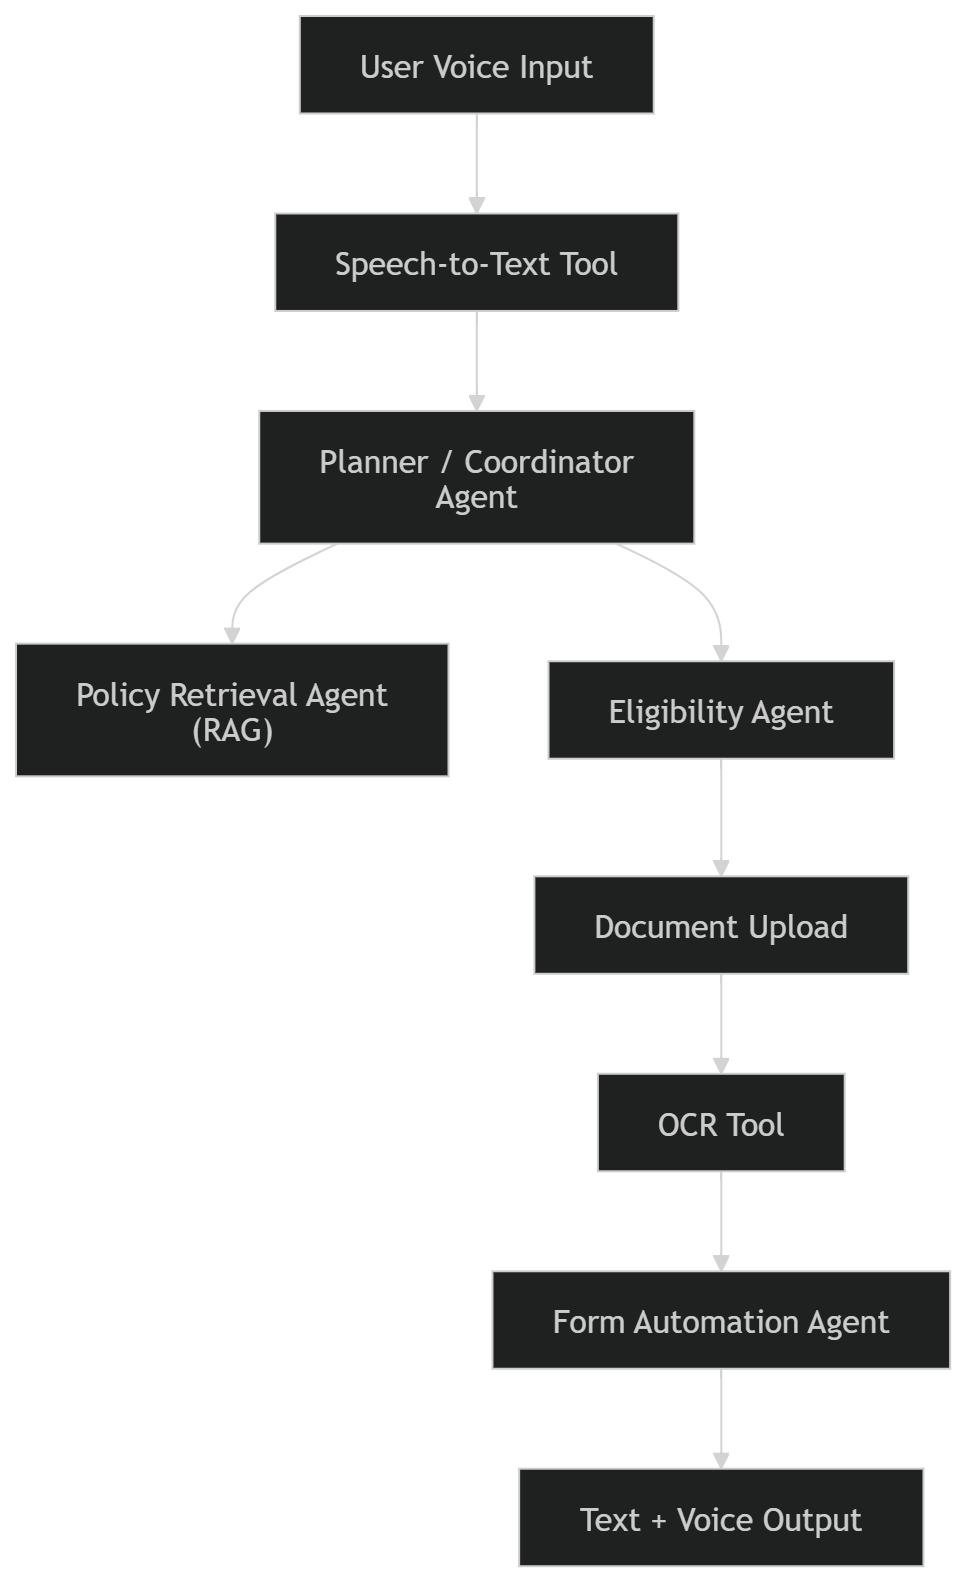 User Voice Input
Speech-to-Text Tool
Planner / Coordinator
Agent
Policy Retrieval Agent
(RAG)
Eligibility Agent
Document Upload
OCR Tool
Form Automation Agent
Text + Voice Output